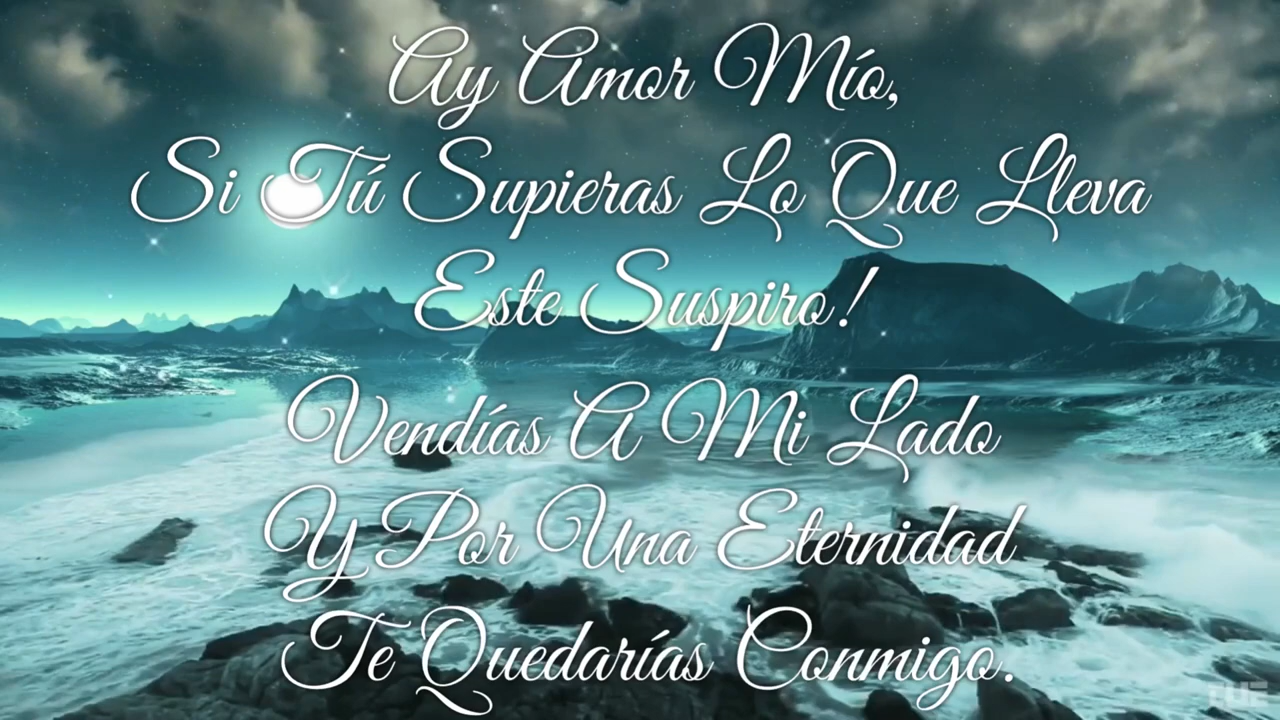 Ay Amor Mío,
Si Tú Supieras Lo Que Lleva
Este Suspiro!
Vendías A Mi Lado
Y Por Una Eternidad
Te Quedarías Conmigo.